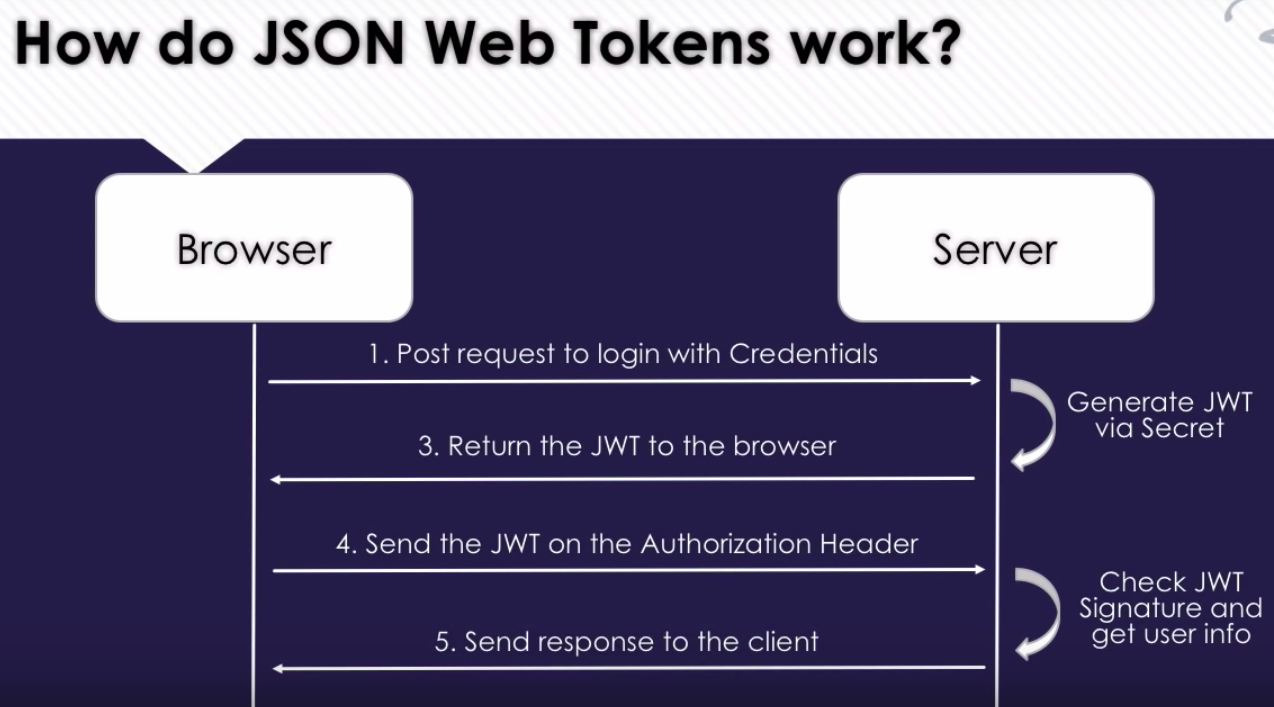 How do JSON Web Tokens work?
Browser
Server
1. Post request to login with Credentials
Generate JWT
via Secret
3. Return the JWT to the browser
4. Send the JWT on the Authorization Header
Check JWT
Signature and
get user info
5. Send response to the client